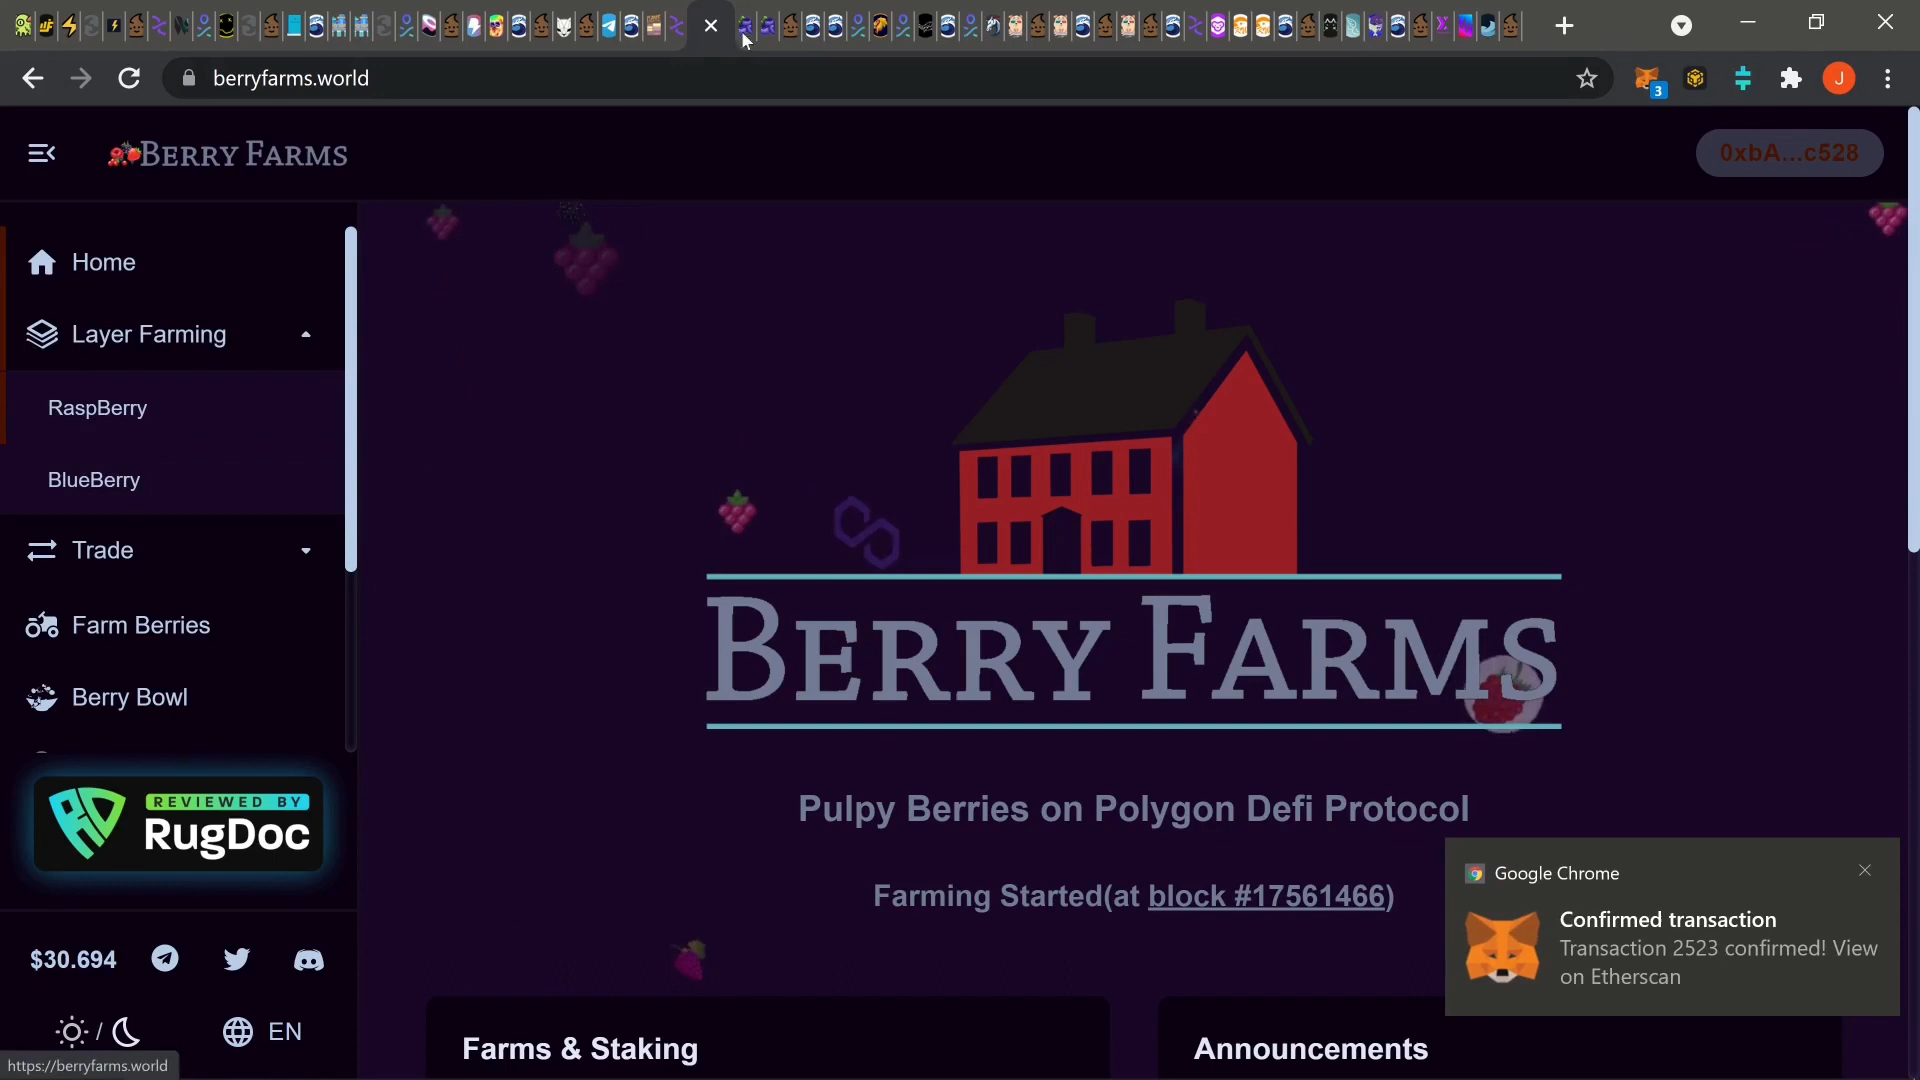 berryfarms.world
3
J
BERRY FARMS
0xbA...c528
Home
Layer Farming
RaspBerry
BlueBerry
Trade
Farm Berries
Berry Bowl
REVIEWED BY
RugDoc
$30.694
/
EN
https://berryfarms.world
BERRY FARMS
Pulpy Berries on Polygon Defi Protocol
Farming Started(at block #17561466)
Farms & Staking
Announcements
Google Chrome
Confirmed transaction
Transaction 2523 confirmed! View
on Etherscan